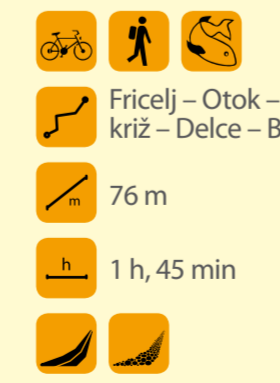 Fricelj – Otok –
križ – Delce – B
m
76 m
h
1 h, 45 min